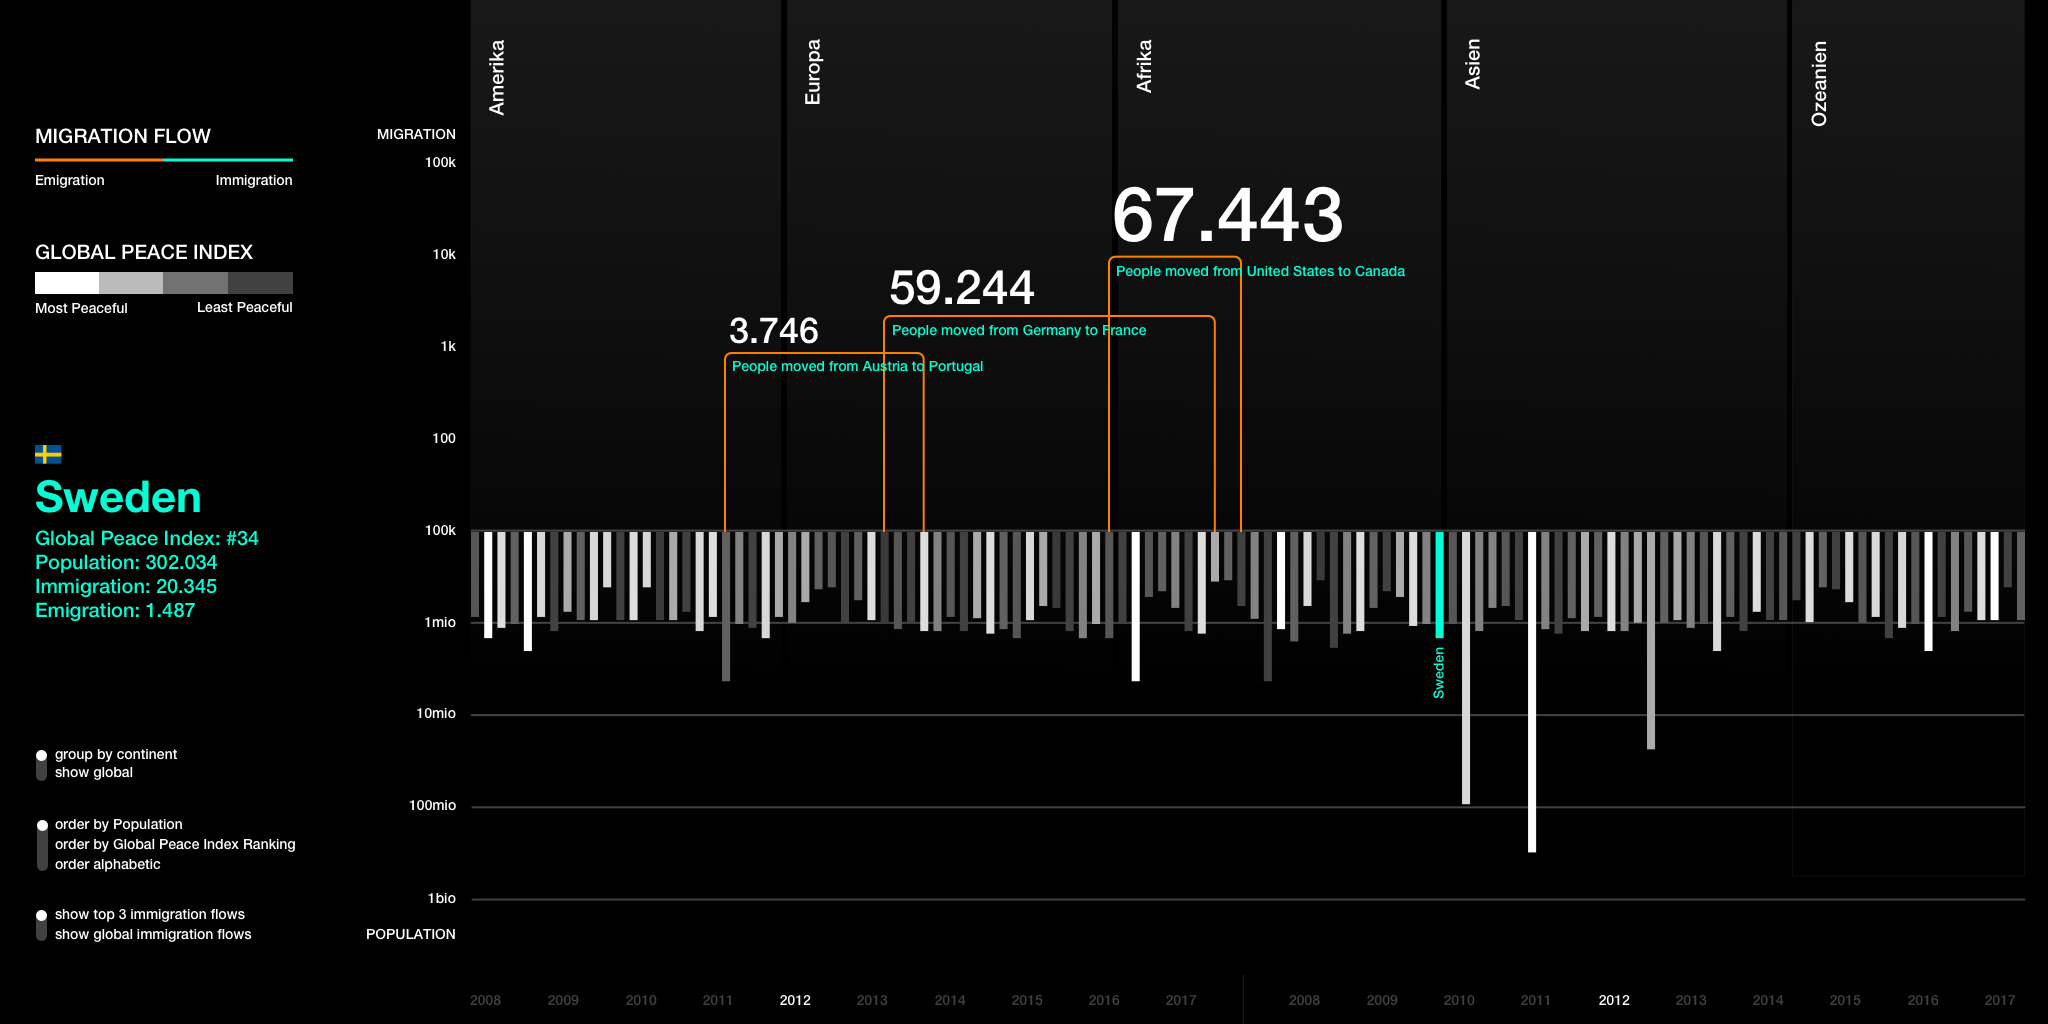 Amerika
Europa
Afrika
Asien
Ozeanien
MIGRATION FLOW
Emigration
Immigration
GLOBAL PEACE INDEX
Most Peaceful
Least Peaceful
Sweden
Global Peace Index: #34
Population: 302.034
Immigration: 20.345
Emigration: 1.487
group by continent
show global
order by Population
order by Global Peace Index Ranking
order alphabetic
show top 3 immigration flows
show global immigration flows
MIGRATION
100k
10k
1k
100
100k
1mio
10mio
100mio
1bio
POPULATION
3.746
People moved from Austria to Portugal
59.244
People moved from Germany to France
67.443
People moved from United States to Canada
Sweden
2008 2009 2010 2011 2012 2013 2014 2015 2016 2017
2008 2009 2010 2011 2012 2013 2014 2015 2016 2017